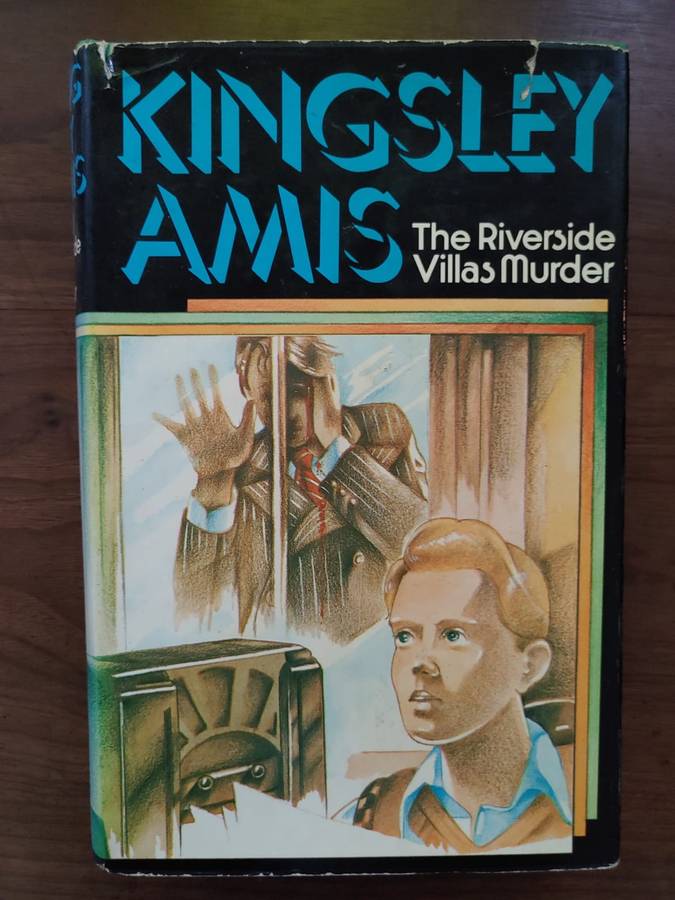 KINGSLEY
AMIS
The Riverside
Villas Murder